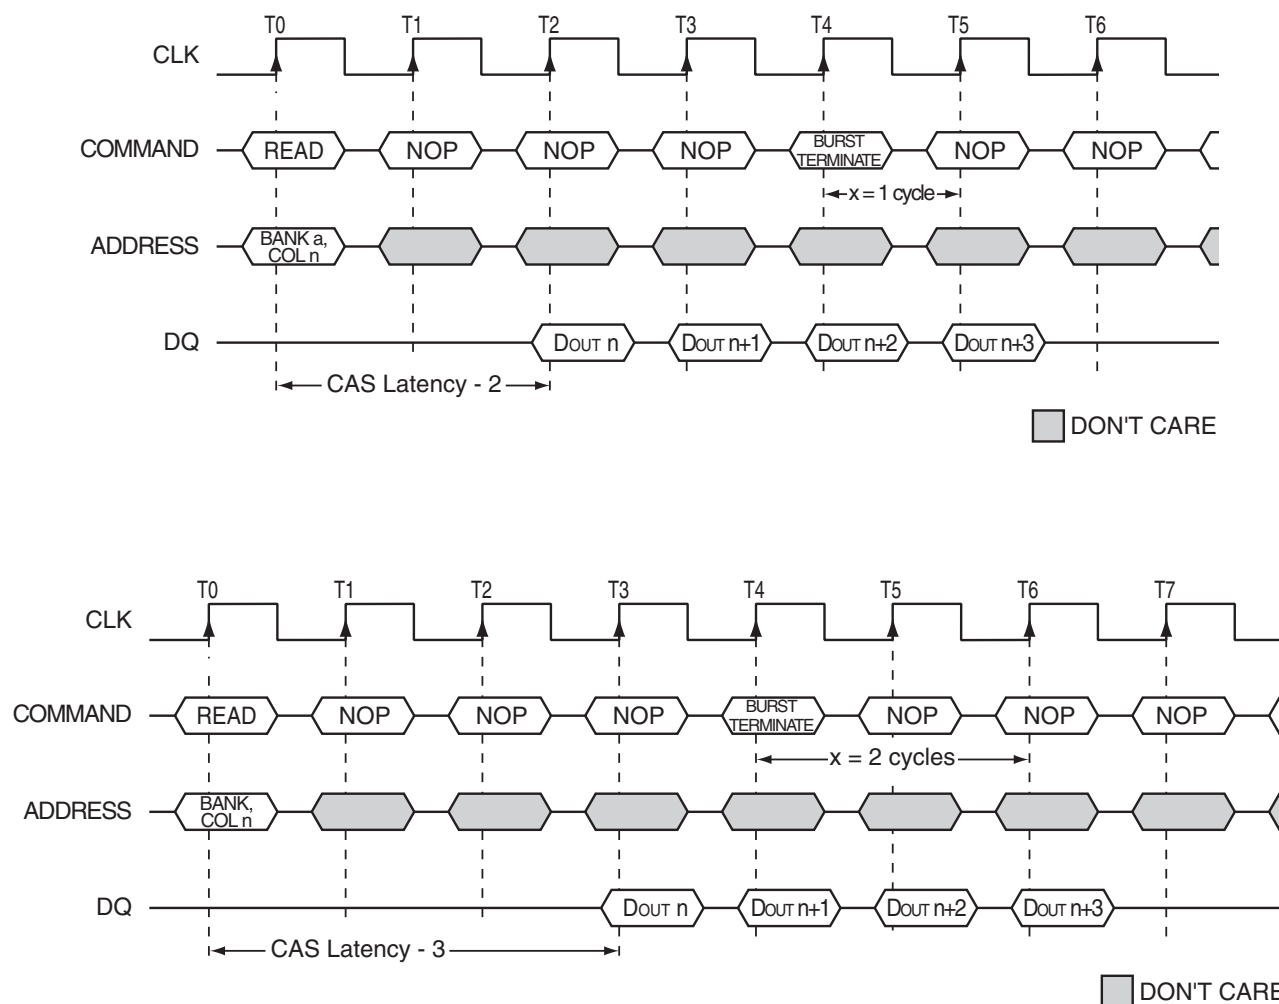 T0 T1 T2 T3 T4 T5 T6
CLK
COMMAND READ NOP NOP NOP BURST TERMINATE NOP NOP
x = 1 cycle
ADDRESS BANK a, COL n
DQ DOUT n DOUT n+1 DOUT n+2 DOUT n+3
CAS Latency - 2
DON'T CARE
T0 T1 T2 T3 T4 T5 T6 T7
CLK
COMMAND READ NOP NOP NOP BURST TERMINATE NOP NOP NOP
x = 2 cycles
ADDRESS BANK, COL n
DQ DOUT n DOUT n+1 DOUT n+2 DOUT n+3
CAS Latency - 3
DON'T CARE